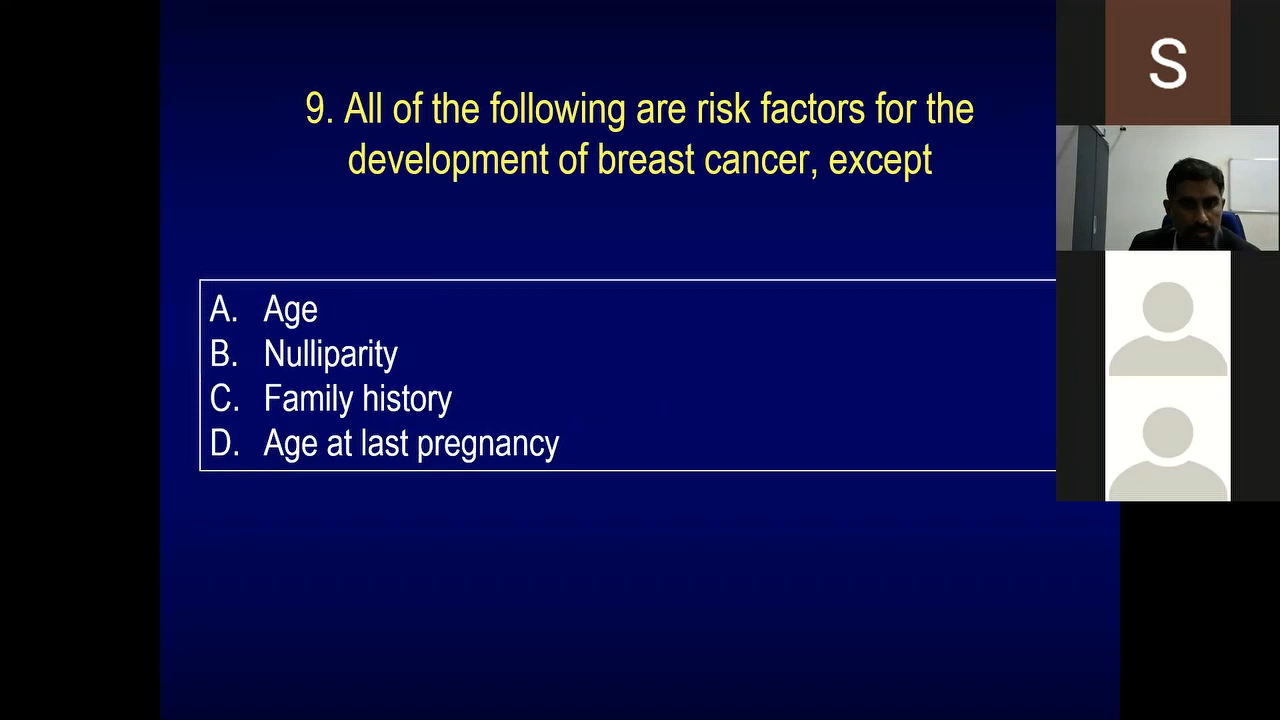 9. All of the following are risk factors for the
development of breast cancer, except
A. Age
B. Nulliparity
C. Family history
D. Age at last pregnancy
S